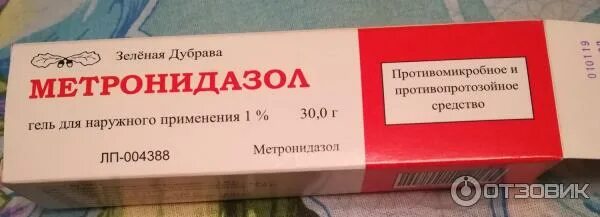 Зелёная Дубрава
МЕТРОНИДАЗОЛ
гель для наружного применения 1 % 30,0 г
ЛП-004388 Метронидазол
Противомикробное и
противопротозойное
средство
010119
ОТЗОВИК